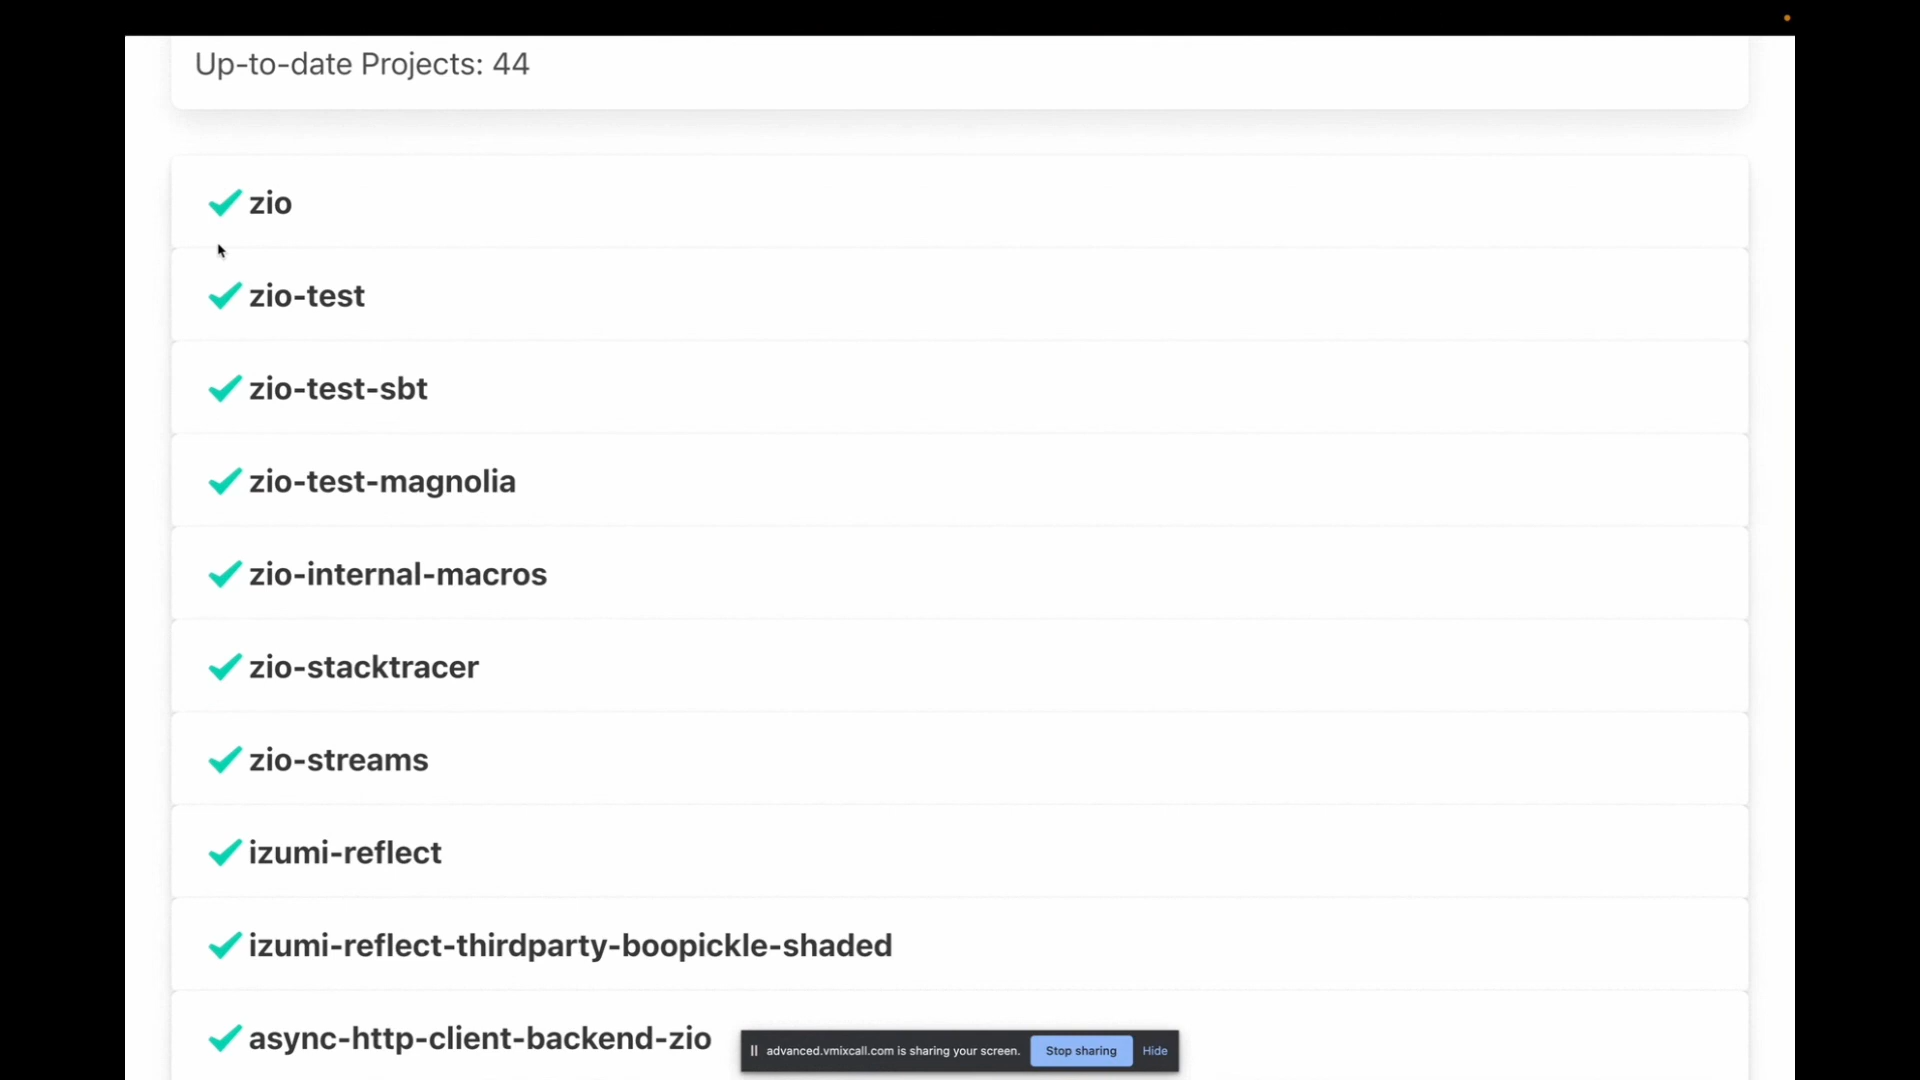 Up-to-date Projects: 44
zio
zio-test
zio-test-sbt
zio-test-magnolia
zio-internal-macros
zio-stacktracer
zio-streams
izumi-reflect
izumi-reflect-thirdparty-boopickle-shaded
async-http-client-backend-zio
advanced.vmixcall.com is sharing your screen. Stop sharing Hide